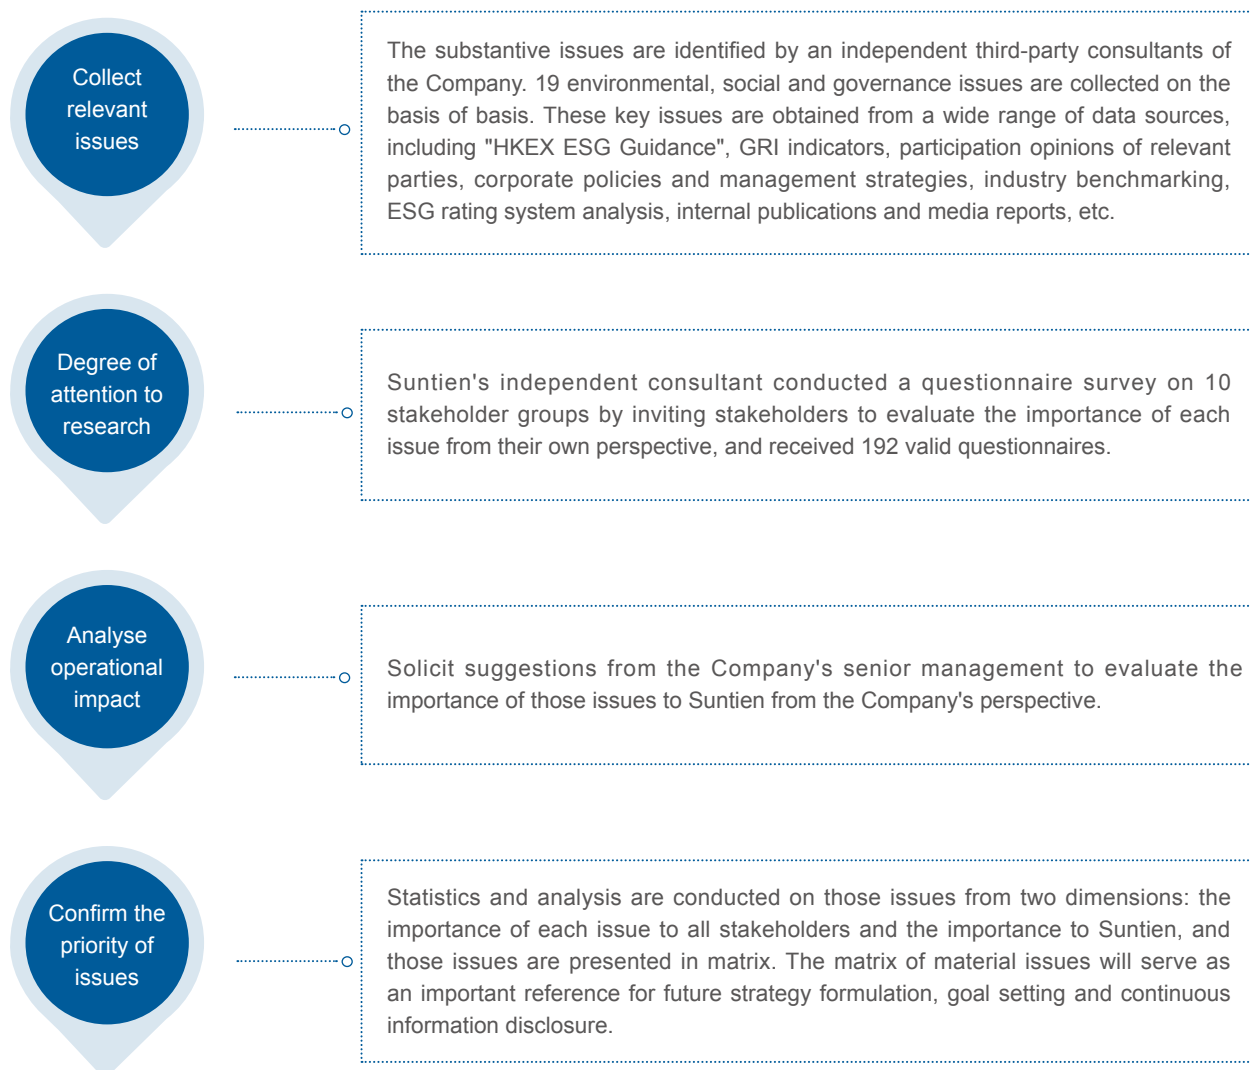 Collect
relevant
issues
The substantive issues are identified by an independent third-party consultants of
the Company. 19 environmental, social and governance issues are collected on the
basis of basis. These key issues are obtained from a wide range of data sources,
including "HKEX ESG Guidance", GRI indicators, participation opinions of relevant
parties, corporate policies and management strategies, industry benchmarking,
ESG rating system analysis, internal publications and media reports, etc.
Degree of
attention to
research
Suntien's independent consultant conducted a questionnaire survey on 10
stakeholder groups by inviting stakeholders to evaluate the importance of each
issue from their own perspective, and received 192 valid questionnaires.
Analyse
operational
impact
Solicit suggestions from the Company's senior management to evaluate the
importance of those issues to Suntien from the Company's perspective.
Confirm the
priority of
issues
Statistics and analysis are conducted on those issues from two dimensions: the
importance of each issue to all stakeholders and the importance to Suntien, and
those issues are presented in matrix. The matrix of material issues will serve as
an important reference for future strategy formulation, goal setting and continuous
information disclosure.